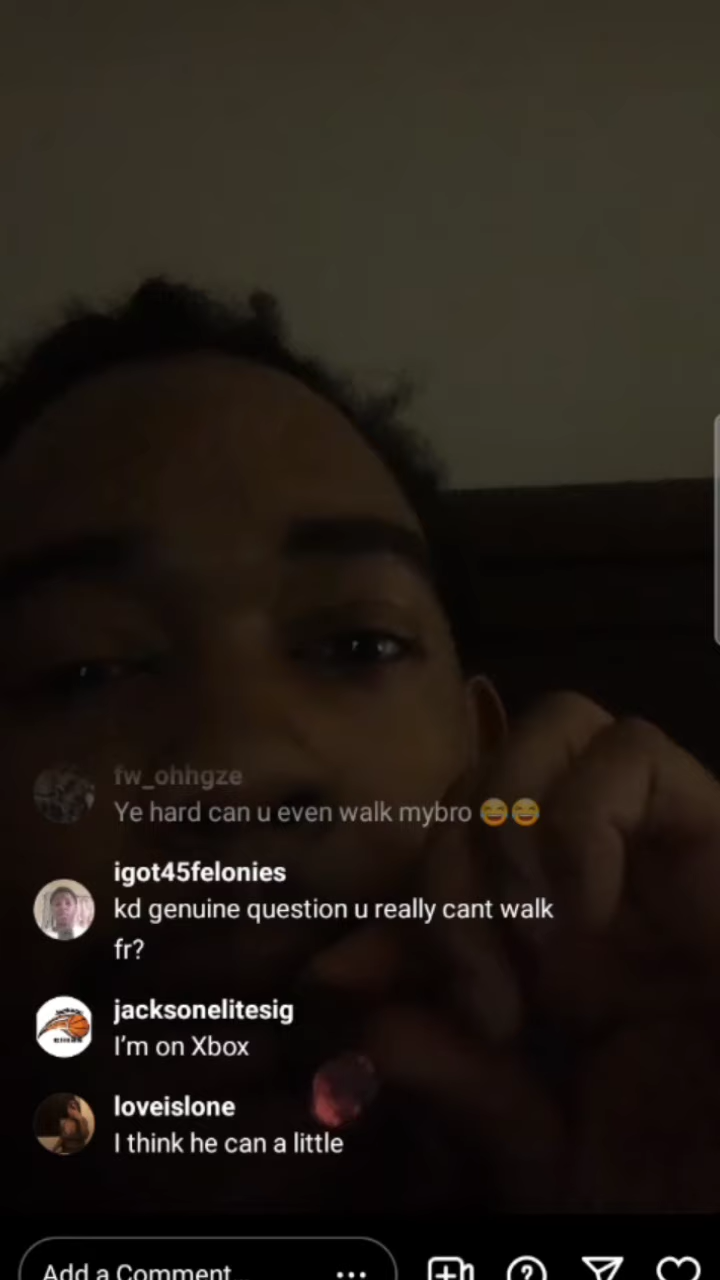 fw_ohhgze
Ye hard can u even walk mybro 😂😂
igot45felonies
kd genuine question u really cant walk
fr?
jacksonelitesig
I'm on Xbox
loveislone
I think he can a little
Add a Comment...